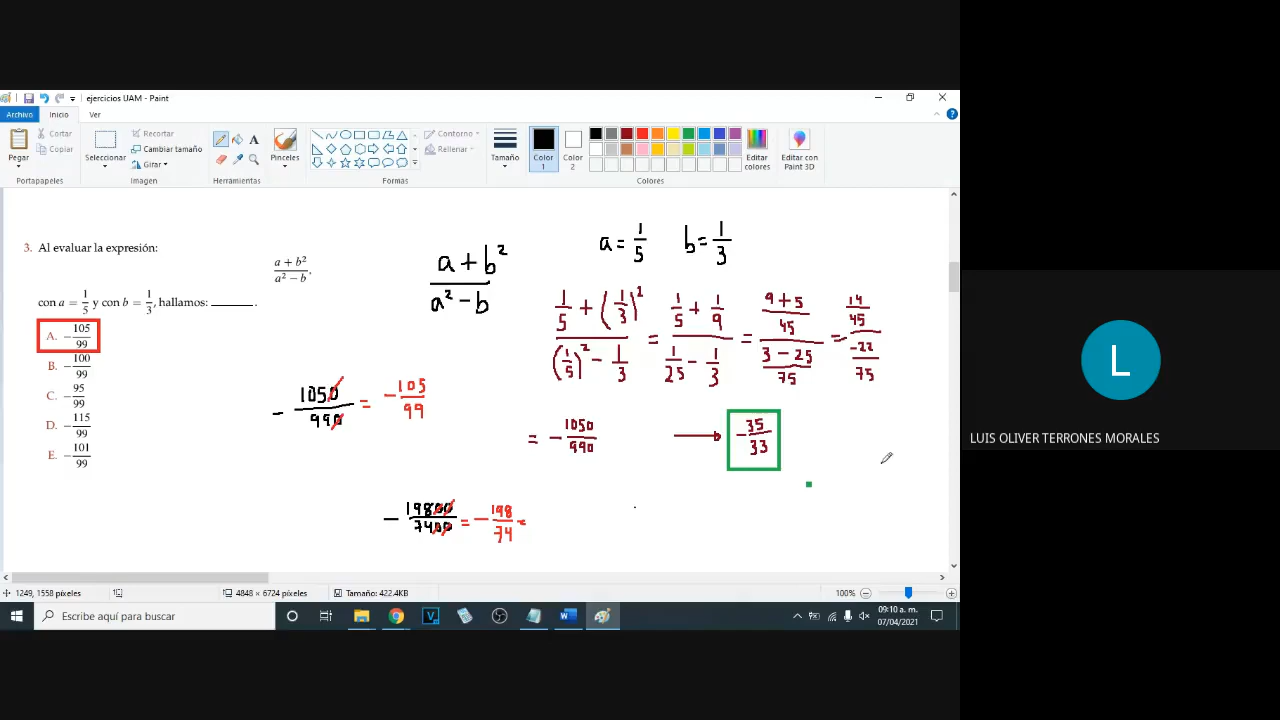 ejercicios UAM - Paint
Archivo Inicio Ver
Pegar
Cortar
Copiar
Portapapeles
Seleccionar
Recortar
Cambiar tamaño
Girar
Imagen
Herramientas
Pinceles
Contorno
Rellenar
Formas
Tamaño
Color 1
Color 2
Colores
Editar colores
Editar con Paint 3D
3. Al evaluar la expresión:
(a + b²)/(a² − b).
con a = 1/5 y con b = 1/3, hallamos: ______.
A. −105/99
B. −100/99
C. −95/99
D. −115/99
E. −101/99
(a + b²)/(a² − b)
a = 1/5 b = 1/3
(1/5 + (1/3)²)/((1/5)² − 1/3) = (1/5 + 1/9)/(1/25 − 1/3) = ((9 + 5)/45)/((3 − 25)/75) = (14/45)/(−22/75)
− 1050/990 = − 105/99
= − 1050/990 → − 35/33
− 19800/7400 = − 198/74 =
L
LUIS OLIVER TERRONES MORALES
1249, 1558 píxeles
4848 × 6724 píxeles
Tamaño: 422.4KB
100%
Escribe aquí para buscar
09:10 a. m.
07/04/2021